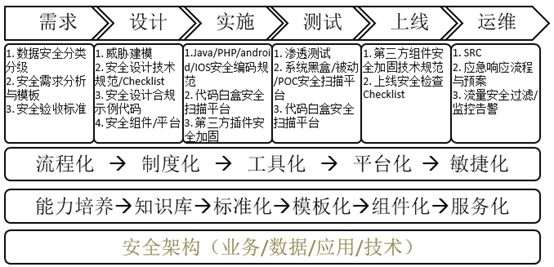 需求
设计
实施
测试
上线
运维
1. 数据安全分类
分级
2. 安全需求分析
与模板
3. 安全验收标准
1. 威胁建模
2. 安全设计技术
规范/Checklist
3. 安全设计合规
示例代码
4. 安全组件/平台
1.Java/PHP/androi
d/IOS安全编码规
范
2. 代码白盒安全
扫描平台
3. 第三方插件安
全加固
1. 渗透测试
2. 系统黑盒/被动
/POC安全扫描平
台
3. 代码白盒安全
扫描平台
1. 第三方组件安
全加固技术规范
2. 上线安全检查
Checklist
1. SRC
2. 应急响应流程
与预案
3. 流量安全过滤/
监控告警
流程化 → 制度化 → 工具化 → 平台化 → 敏捷化
能力培养→知识库→标准化→模板化→组件化→服务化
安全架构（业务/数据/应用/技术）